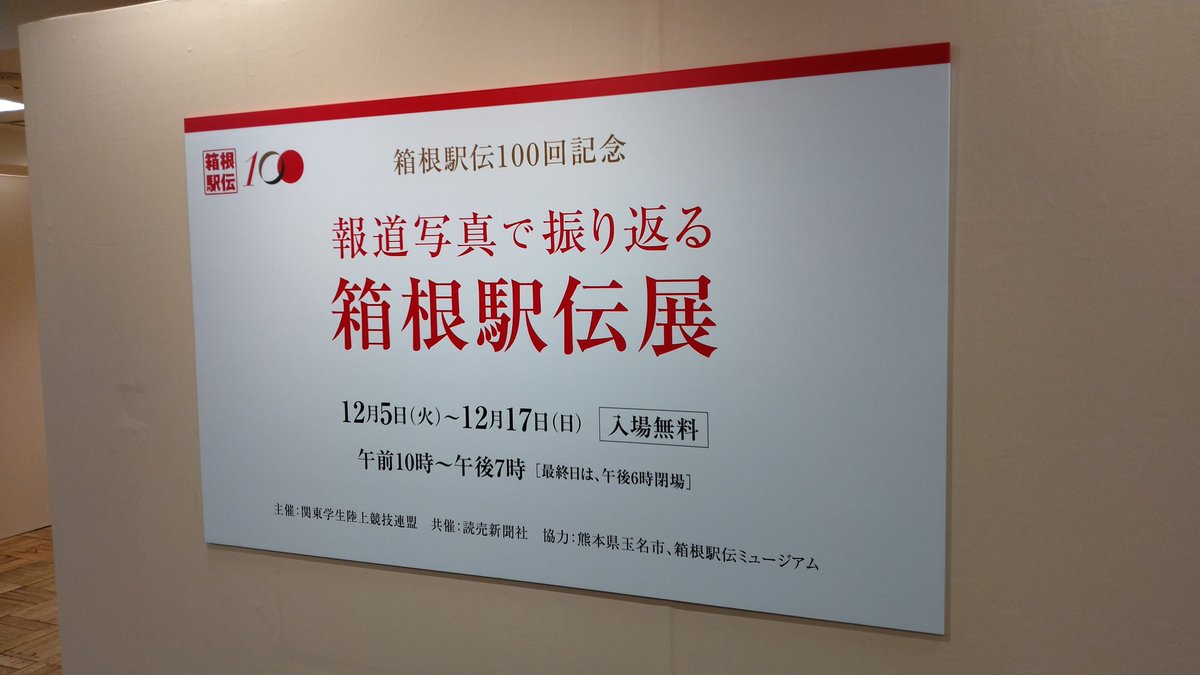 箱根
駅伝
100
箱根駅伝100回記念
報道写真で振り返る
箱根駅伝展
12月5日(火)～12月17日(日) 入場無料
午前10時～午後7時 [最終日は、午後6時閉場]
主催:関東学生陸上競技連盟 共催:読売新聞社 協力:熊本県玉名市、箱根駅伝ミュージアム